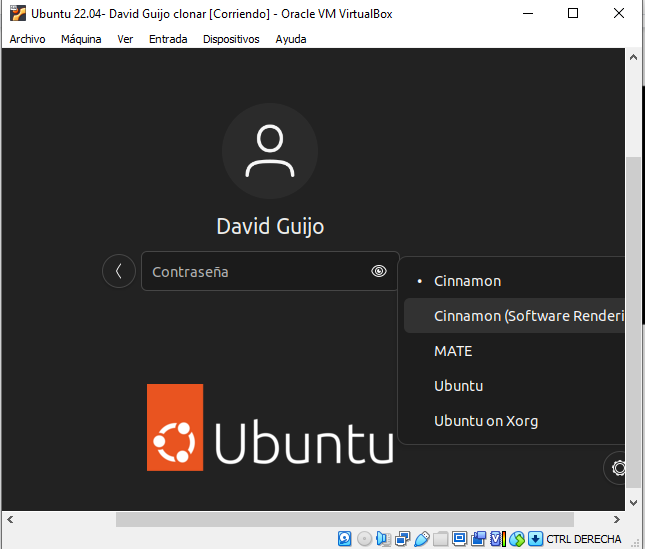 Ubuntu 22.04- David Guijo clonar [Corriendo] - Oracle VM VirtualBox
Archivo Máquina Ver Entrada Dispositivos Ayuda
David Guijo
Contraseña
Cinnamon
Cinnamon (Software Renderi
MATE
Ubuntu
Ubuntu on Xorg
Ubuntu
CTRL DERECHA